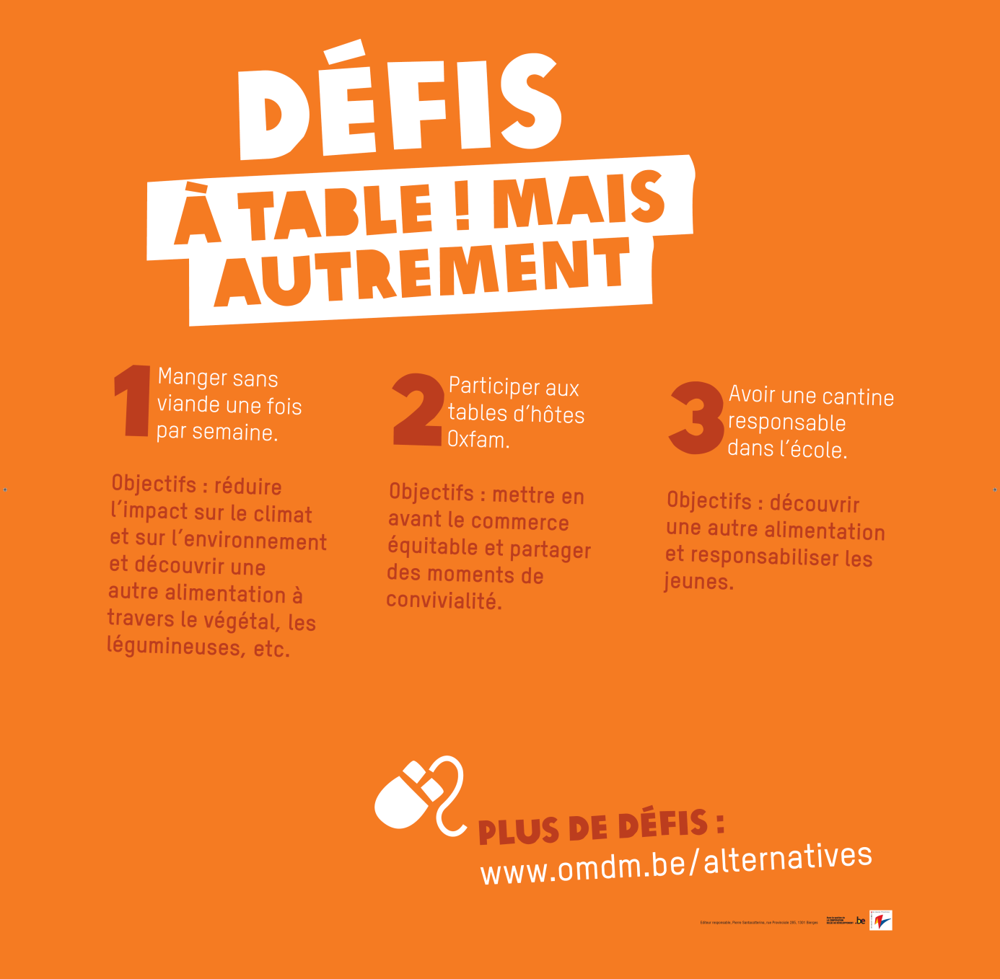 DÉFIS
À TABLE ! MAIS
AUTREMENT
1
Manger sans
viande une fois
par semaine.
Objectifs : réduire
l'impact sur le climat
et sur l'environnement
et découvrir une
autre alimentation à
travers le végétal, les
légumineuses, etc.
2
Participer aux
tables d'hôtes
Oxfam.
Objectifs : mettre en
avant le commerce
équitable et partager
des moments de
convivialité.
3
Avoir une cantine
responsable
dans l'école.
Objectifs : découvrir
une autre alimentation
et responsabiliser les
jeunes.
PLUS DE DÉFIS :
www.omdm.be/alternatives
Editeur responsable, Pierre Santacatterina, rue Provinciale 285, 1301 Bierges
.be